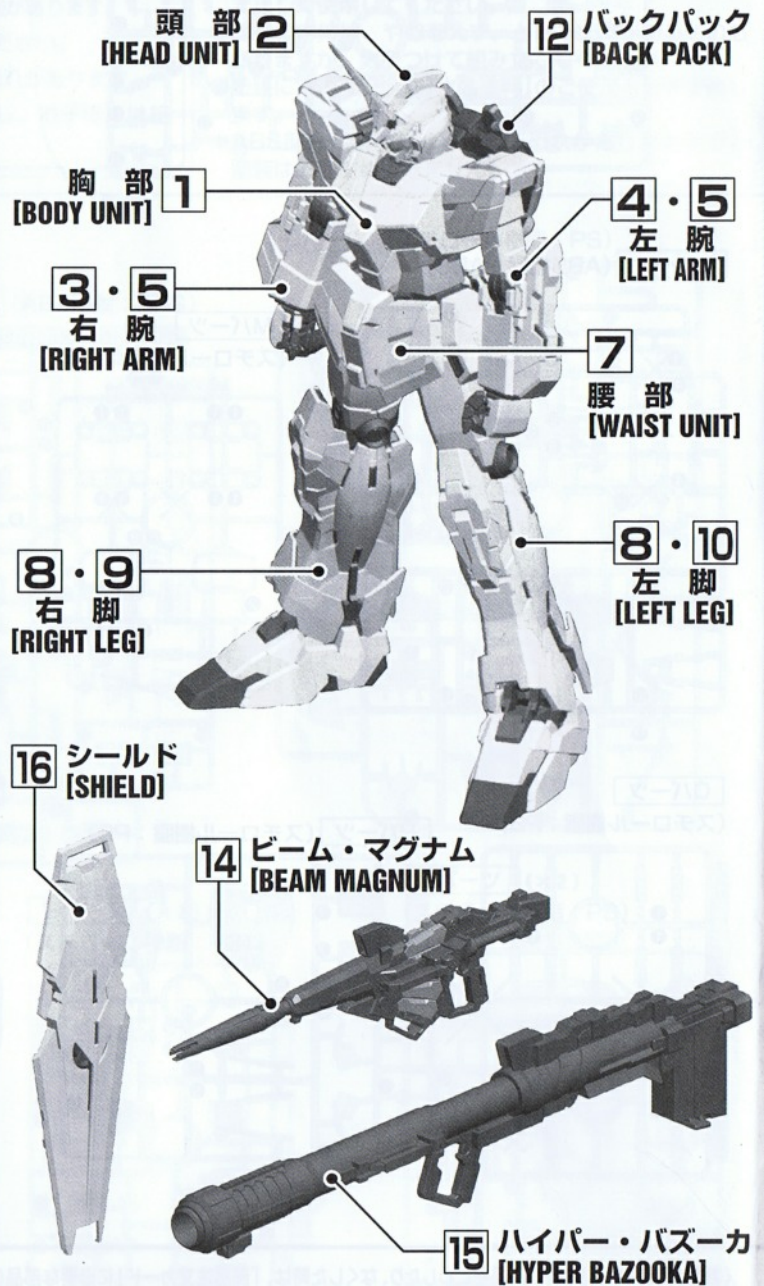 頭 部 2
[HEAD UNIT]
12 バックパック
[BACK PACK]
胸 部 1
[BODY UNIT]
4・5
左 腕
[LEFT ARM]
3・5
右 腕
[RIGHT ARM]
7
腰 部
[WAIST UNIT]
8・9
右 脚
[RIGHT LEG]
8・10
左 脚
[LEFT LEG]
16 シールド
[SHIELD]
14 ビーム・マグナム
[BEAM MAGNUM]
15 ハイパー・バズーカ
[HYPER BAZOOKA]